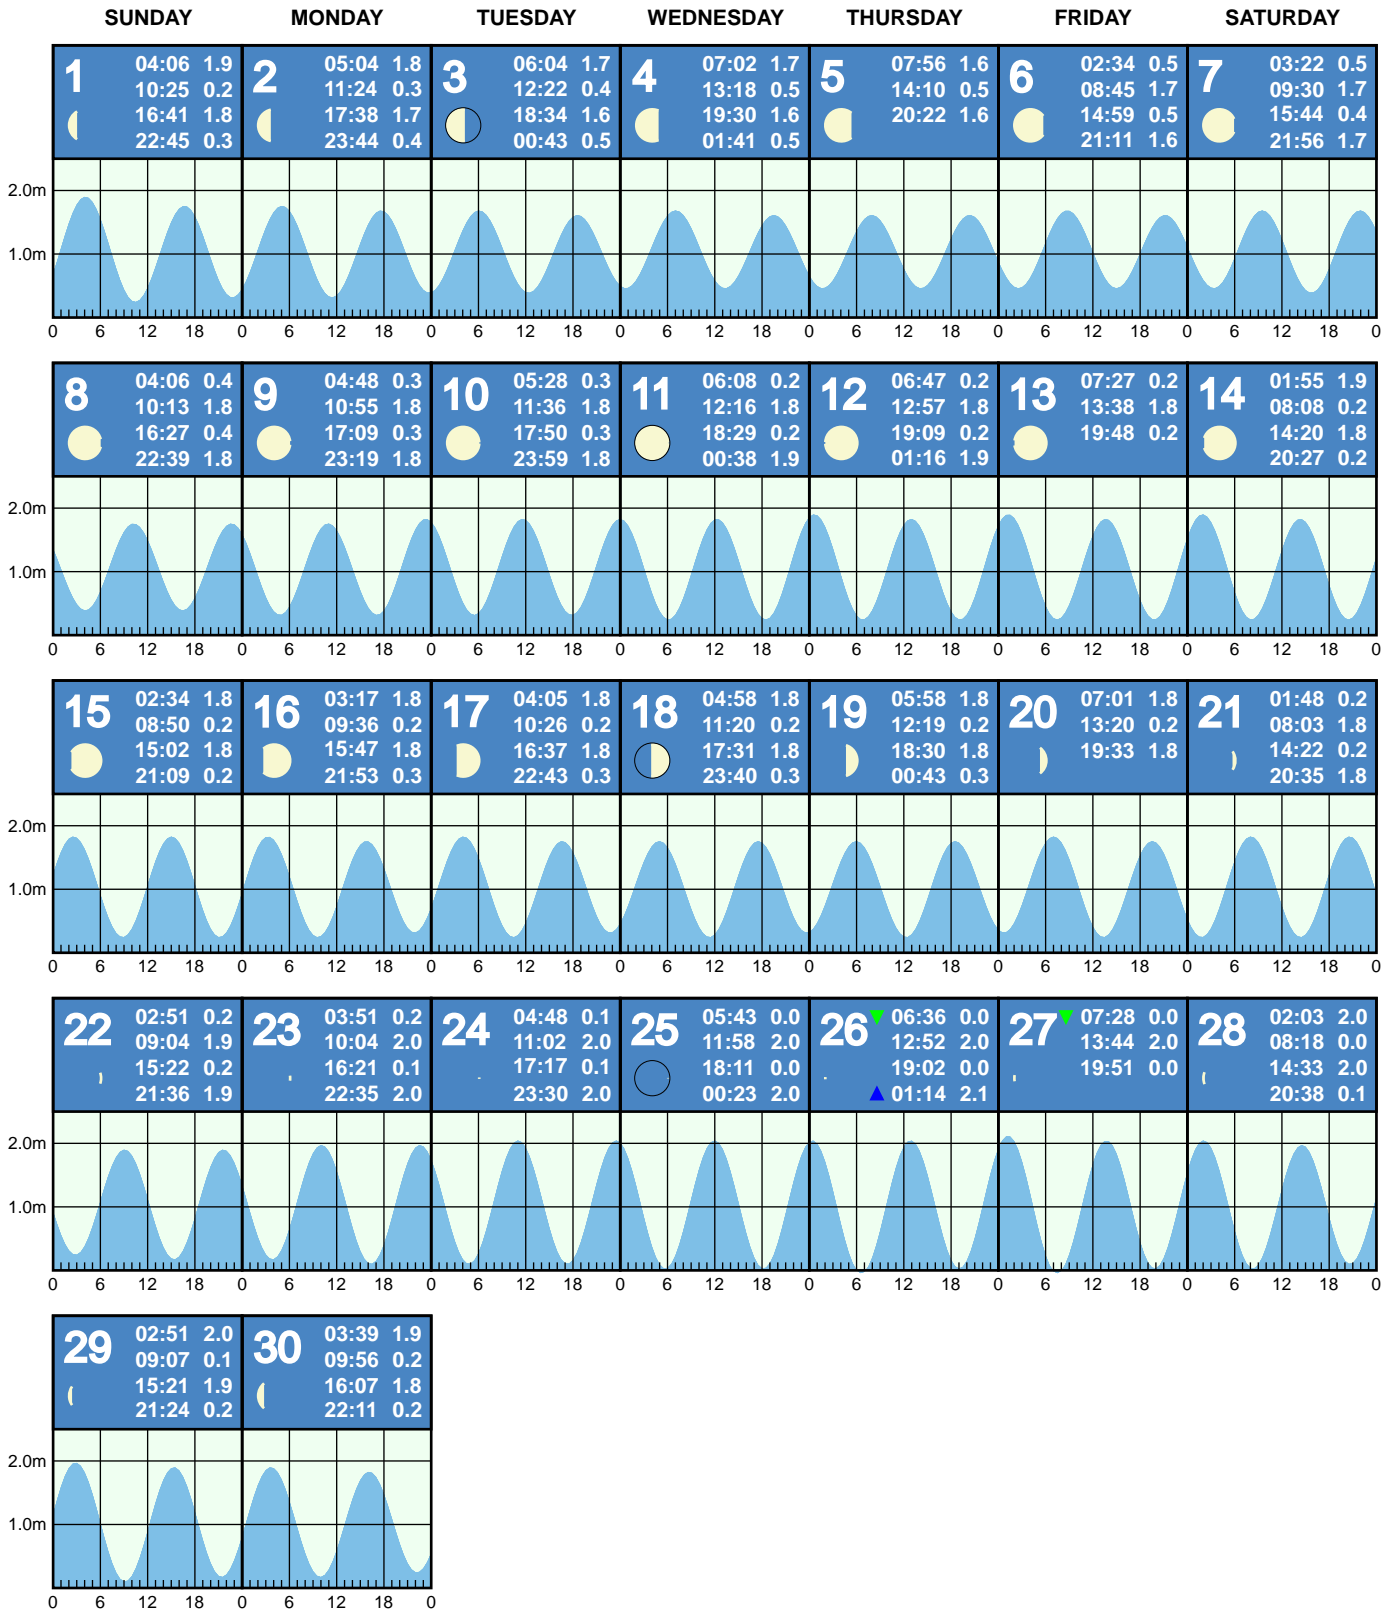 SUNDAY MONDAY TUESDAY WEDNESDAY THURSDAY FRIDAY SATURDAY
1 04:06 1.9 2 05:04 1.8 3 06:04 1.7 4 07:02 1.7 5 07:56 1.6 6 02:34 0.5 7 03:22 0.5
10:25 0.2 11:24 0.3 12:22 0.4 13:18 0.5 14:10 0.5 08:45 1.7 09:30 1.7
16:41 1.8 17:38 1.7 18:34 1.6 19:30 1.6 20:22 1.6 14:59 0.5 15:44 0.4
22:45 0.3 23:44 0.4 00:43 0.5 01:41 0.5 21:11 1.6 21:56 1.7
2.0m
1.0m
0 6 12 18 0 6 12 18 0 6 12 18 0 6 12 18 0 6 12 18 0 6 12 18 0 6 12 18 0
8 04:06 0.4 9 04:48 0.3 10 05:28 0.3 11 06:08 0.2 12 06:47 0.2 13 07:27 0.2 14 01:55 1.9
10:13 1.8 10:55 1.8 11:36 1.8 12:16 1.8 12:57 1.8 13:38 1.8 08:08 0.2
16:27 0.4 17:09 0.3 17:50 0.3 18:29 0.2 19:09 0.2 19:48 0.2 14:20 1.8
22:39 1.8 23:19 1.8 23:59 1.8 00:38 1.9 01:16 1.9 20:27 0.2
2.0m
1.0m
0 6 12 18 0 6 12 18 0 6 12 18 0 6 12 18 0 6 12 18 0 6 12 18 0 6 12 18 0
15 02:34 1.8 16 03:17 1.8 17 04:05 1.8 18 04:58 1.8 19 05:58 1.8 20 07:01 1.8 21 01:48 0.2
08:50 0.2 09:36 0.2 10:26 0.2 11:20 0.2 12:19 0.2 13:20 0.2 08:03 1.8
15:02 1.8 15:47 1.8 16:37 1.8 17:31 1.8 18:30 1.8 19:33 1.8 14:22 0.2
21:09 0.2 21:53 0.3 22:43 0.3 23:40 0.3 00:43 0.3 20:35 1.8
2.0m
1.0m
0 6 12 18 0 6 12 18 0 6 12 18 0 6 12 18 0 6 12 18 0 6 12 18 0 6 12 18 0
22 02:51 0.2 23 03:51 0.2 24 04:48 0.1 25 05:43 0.0 26 06:36 0.0 27 07:28 0.0 28 02:03 2.0
09:04 1.9 10:04 2.0 11:02 2.0 11:58 2.0 12:52 2.0 13:44 2.0 08:18 0.0
15:22 0.2 16:21 0.1 17:17 0.1 18:11 0.0 19:02 0.0 19:51 0.0 14:33 2.0
21:36 1.9 22:35 2.0 23:30 2.0 00:23 2.0 01:14 2.1 20:38 0.1
2.0m
1.0m
0 6 12 18 0 6 12 18 0 6 12 18 0 6 12 18 0 6 12 18 0 6 12 18 0 6 12 18 0
29 02:51 2.0 30 03:39 1.9
09:07 0.1 09:56 0.2
15:21 1.9 16:07 1.8
21:24 0.2 22:11 0.2
2.0m
1.0m
0 6 12 18 0 6 12 18 0